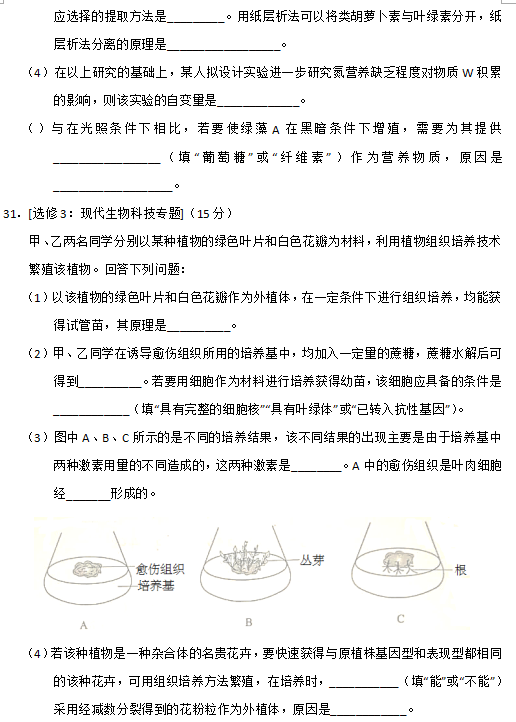 应选择的提取方法是_________。用纸层析法可以将类胡萝卜素与叶绿素分开，纸
层析法分离的原理是__________________。
（4）在以上研究的基础上，某人拟设计实验进一步研究氮营养缺乏程度对物质 W 积累
的影响，则该实验的自变量是_____________。
（ ）与在光照条件下相比，若要使绿藻 A 在黑暗条件下增殖，需要为其提供
_________________（填“葡萄糖”或“纤维素”）作为营养物质，原因是
___________________。
31．[选修 3：现代生物科技专题]（15 分）
甲、乙两名同学分别以某种植物的绿色叶片和白色花瓣为材料，利用植物组织培养技术
繁殖该植物。回答下列问题：
（1）以该植物的绿色叶片和白色花瓣作为外植体，在一定条件下进行组织培养，均能获
得试管苗，其原理是__________。
（2）甲、乙同学在诱导愈伤组织所用的培养基中，均加入一定量的蔗糖，蔗糖水解后可
得到__________。若要用细胞作为材料进行培养获得幼苗，该细胞应具备的条件是
____________（填“具有完整的细胞核”“具有叶绿体”或“已转入抗性基因”）。
（3）图中 A、B、C 所示的是不同的培养结果，该不同结果的出现主要是由于培养基中
两种激素用量的不同造成的，这两种激素是________。A 中的愈伤组织是叶肉细胞
经_______形成的。
愈伤组织
培养基
丛芽
根
A
B
C
（4）若该种植物是一种杂合体的名贵花卉，要快速获得与原植株基因型和表现型都相同
的该种花卉，可用组织培养方法繁殖，在培养时，___________（填“能”或“不能”）
采用经减数分裂得到的花粉粒作为外植体，原因是____________。